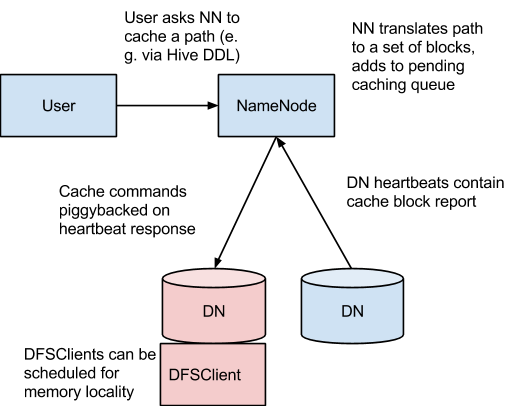 User asks NN to
cache a path (e.
g. via Hive DDL)
NN translates path
to a set of blocks,
adds to pending
caching queue
User
NameNode
Cache commands
piggybacked on
heartbeat response
DN heartbeats contain
cache block report
DN
DN
DFSClients can be
scheduled for
memory locality
DFSClient